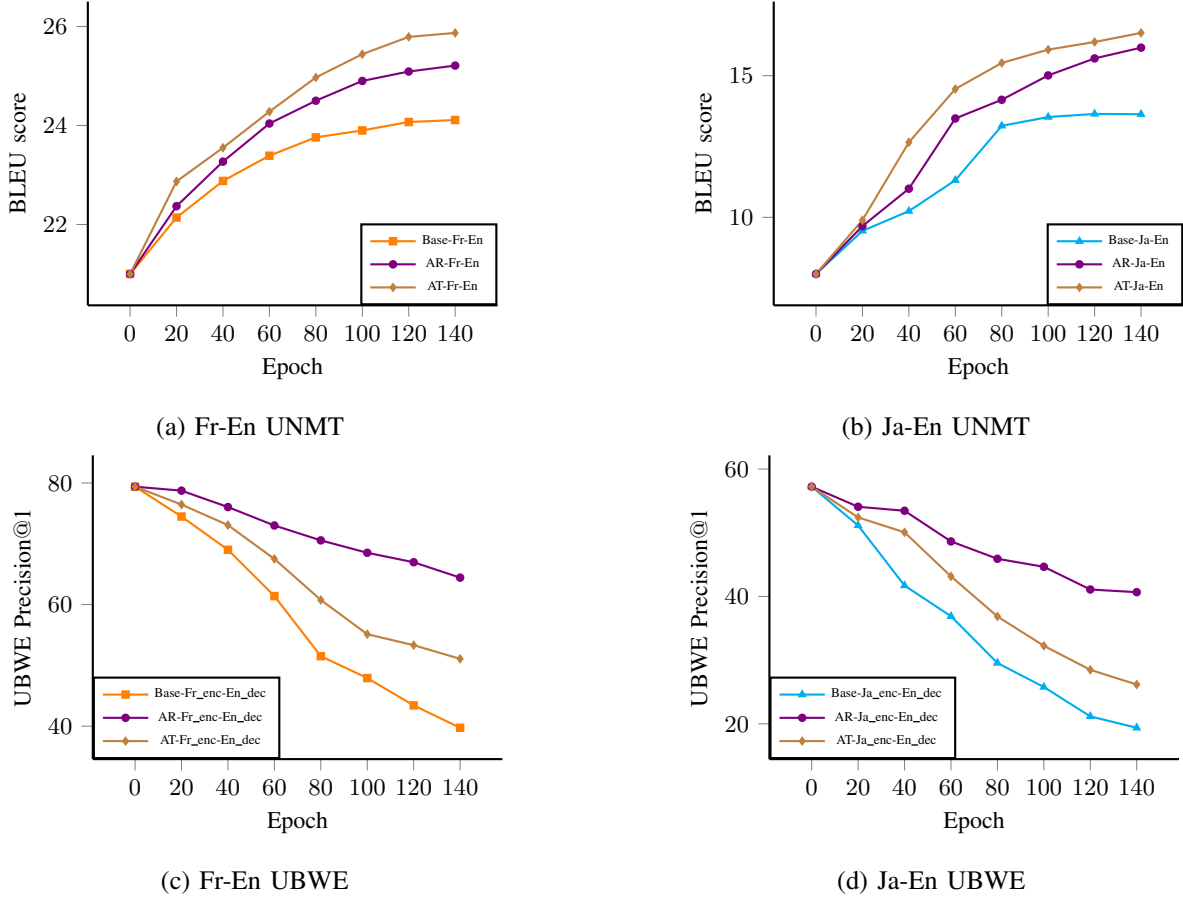 26
24
22
BLEU score
Base-Fr-En
AR-Fr-En
AT-Fr-En
0 20 40 60 80 100 120 140
Epoch
(a) Fr-En UNMT
15
10
BLEU score
Base-Ja-En
AR-Ja-En
AT-Ja-En
0 20 40 60 80 100 120 140
Epoch
(b) Ja-En UNMT
80
60
40
UBWE Precision@1
Base-Fr_enc-En_dec
AR-Fr_enc-En_dec
AT-Fr_enc-En_dec
0 20 40 60 80 100 120 140
Epoch
(c) Fr-En UBWE
60
40
20
UBWE Precision@1
Base-Ja_enc-En_dec
AR-Ja_enc-En_dec
AT-Ja_enc-En_dec
0 20 40 60 80 100 120 140
Epoch
(d) Ja-En UBWE